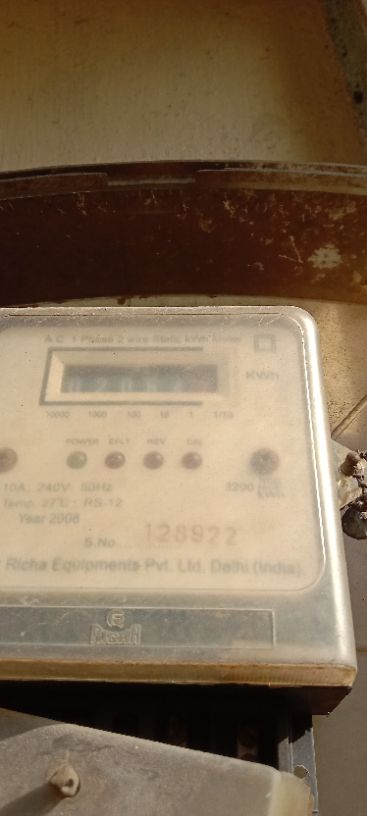 A.C. 1 Phase 2 wire Static kWh Meter
KWh
10000 1000 100 10 1 1/10
POWER E/LT REV CAL
10A. 240V. 50Hz 3200
Temp. 27°C - RS-12
Year 2008
S.No. 128922
Richa Equipments Pvt. Ltd. Delhi (India)